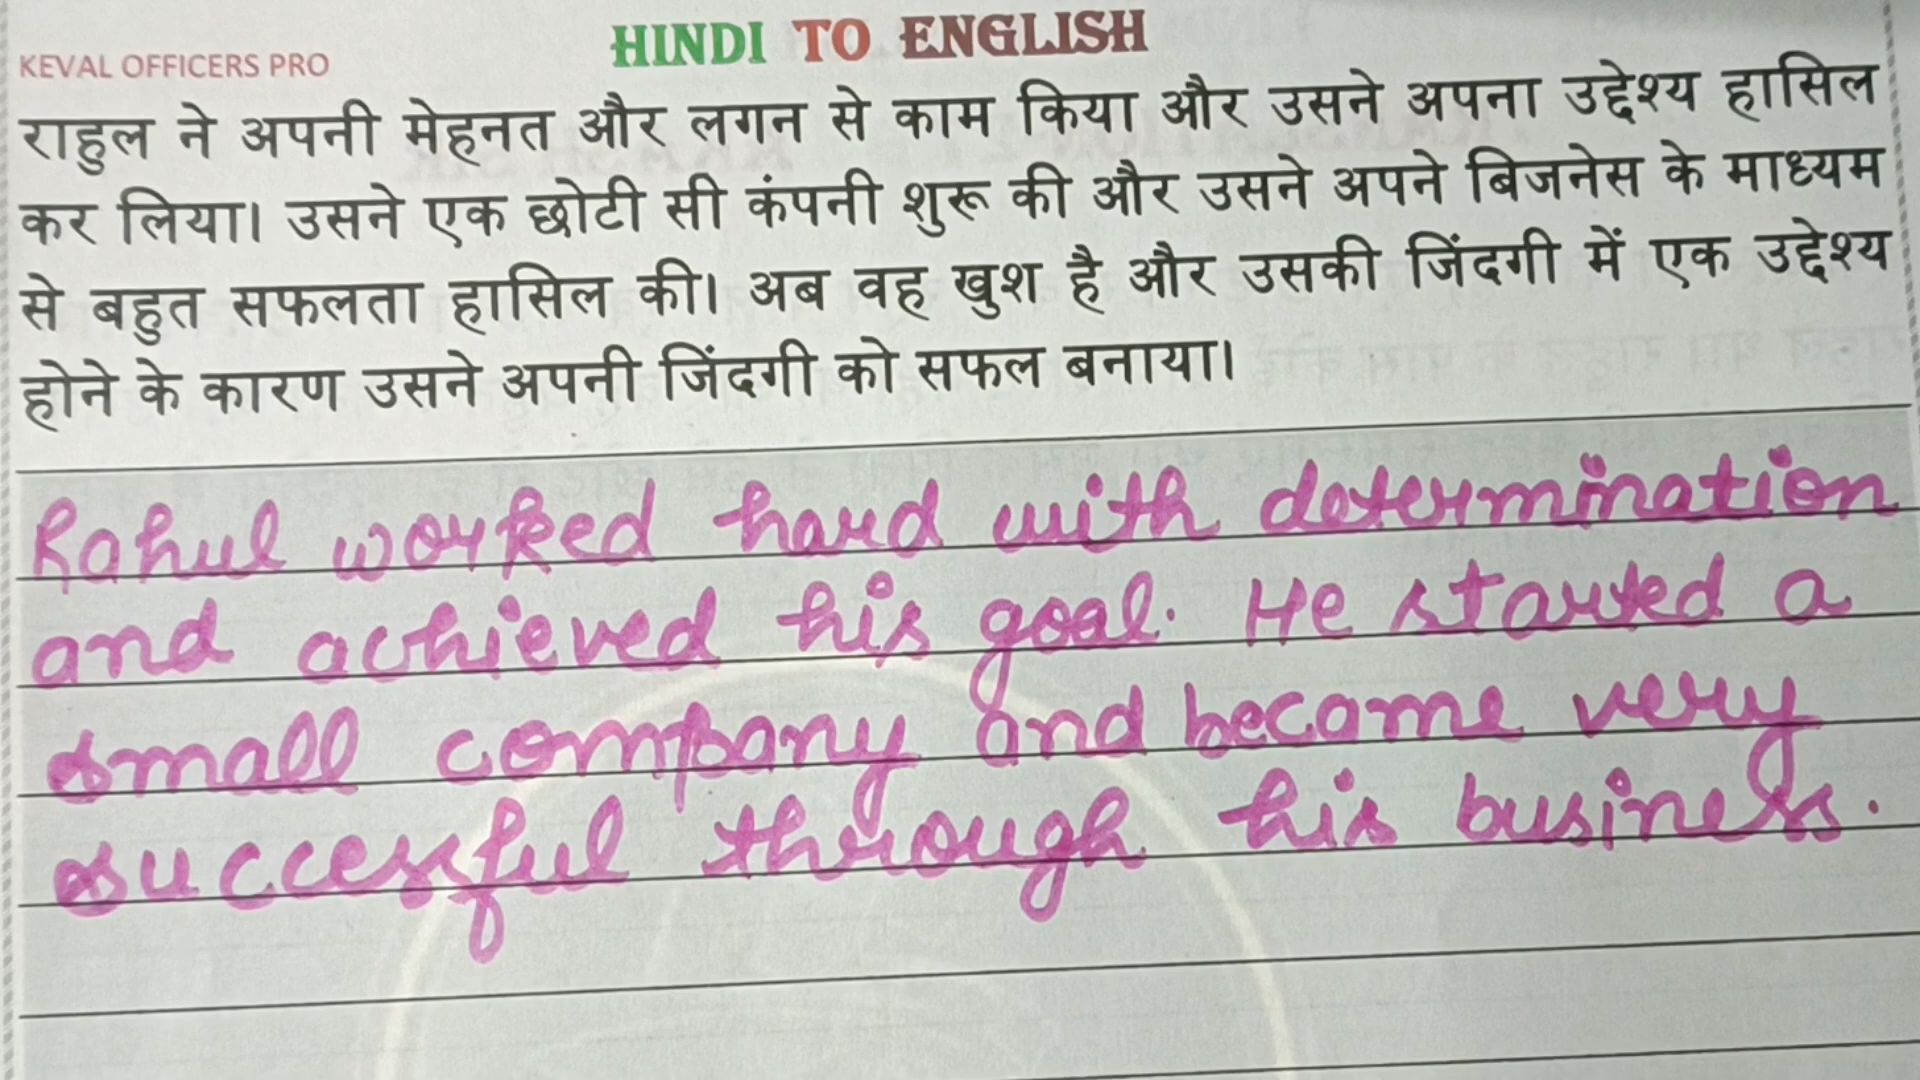 HINDI TO ENGLISH
KEVAL OFFICERS PRO
राहुल ने अपनी मेहनत और लगन से काम किया और उसने अपना उद्देश्य हासिल
कर लिया। उसने एक छोटी सी कंपनी शुरू की और उसने अपने बिजनेस के माध्यम
से बहुत सफलता हासिल की। अब वह खुश है और उसकी जिंदगी में एक उद्देश्य
होने के कारण उसने अपनी जिंदगी को सफल बनाया।
Rahul worked hard with determination
and achieved his goal. He started a
small company and became very
successful through his business.